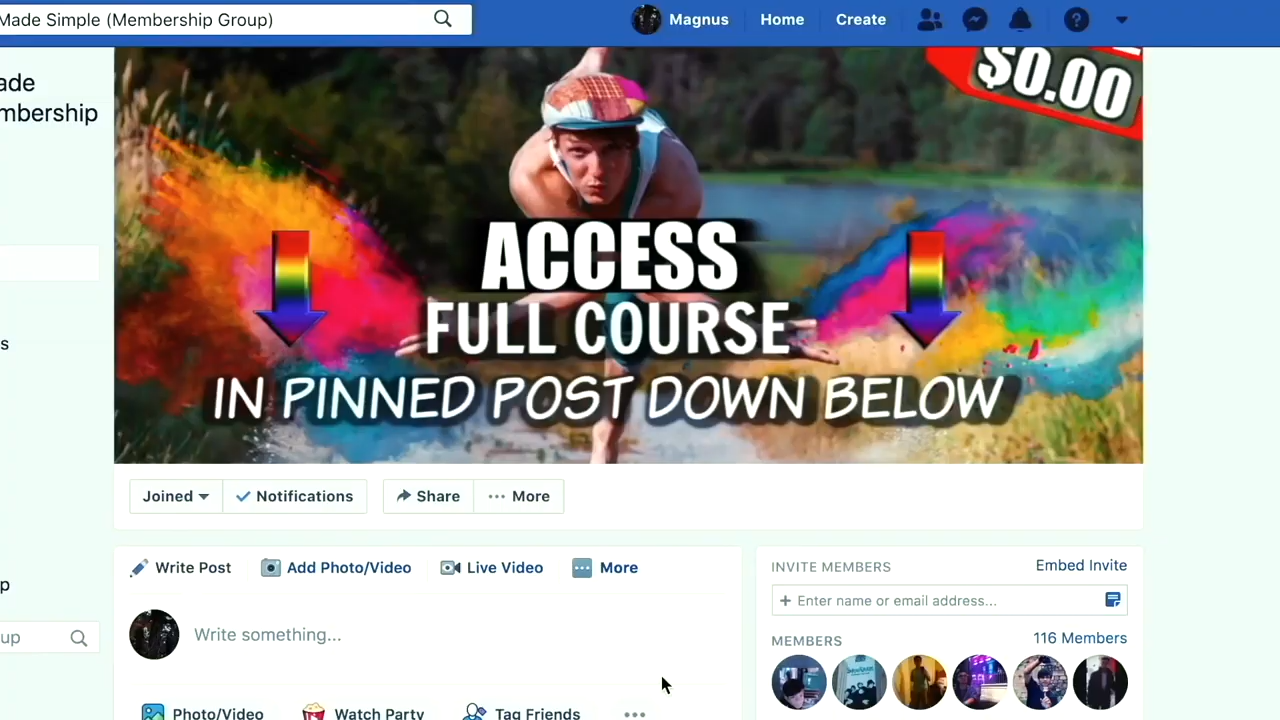 Made Simple (Membership Group)
Magnus
Home
Create
ade
mbership
$0.00
ACCESS
FULL COURSE
IN PINNED POST DOWN BELOW
s
Joined
Notifications
Share
More
Write Post
Add Photo/Video
Live Video
More
INVITE MEMBERS
Embed Invite
+ Enter name or email address...
p
Write something...
up
MEMBERS
116 Members
Photo/Video
Watch Party
Tag Friends